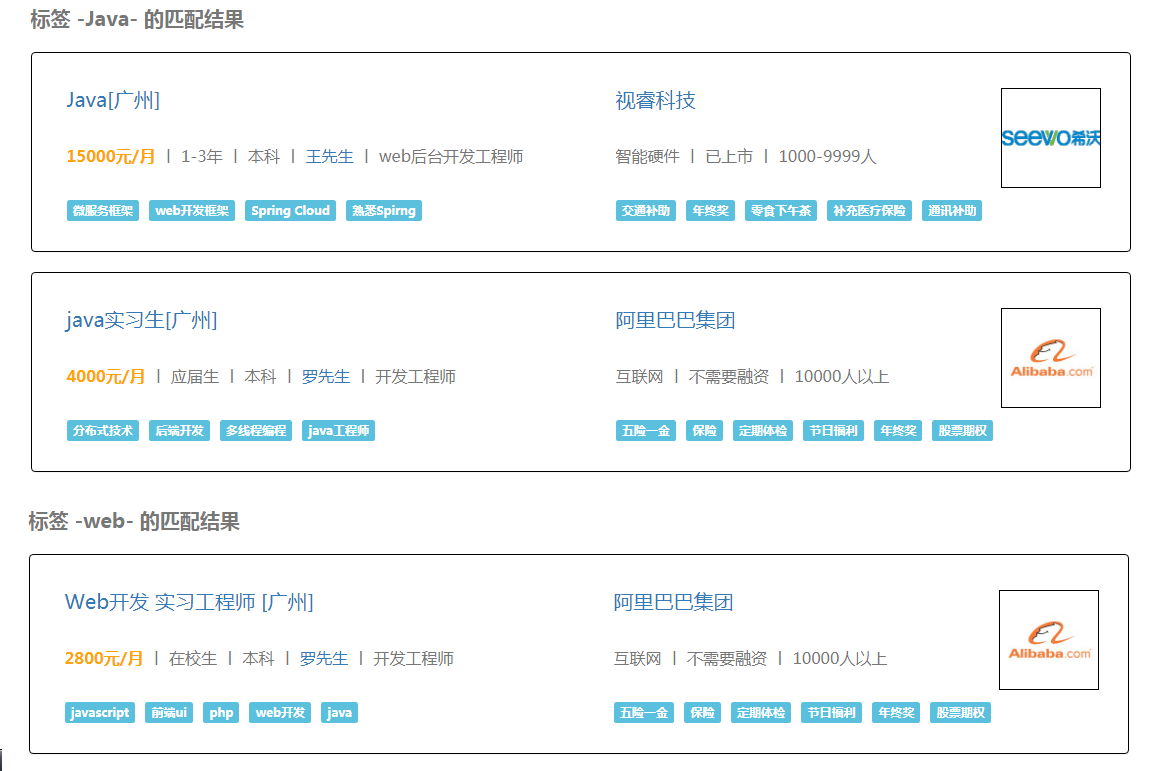 标签 -Java- 的匹配结果
Java[广州] 视睿科技
seewo希沃
15000元/月 | 1-3年 | 本科 | 王先生 | web后台开发工程师 智能硬件 | 已上市 | 1000-9999人
微服务框架 web开发框架 Spring Cloud 熟悉Spirng 交通补助 年终奖 零食下午茶 补充医疗保险 通讯补助
java实习生[广州] 阿里巴巴集团
Alibaba.com
4000元/月 | 应届生 | 本科 | 罗先生 | 开发工程师 互联网 | 不需要融资 | 10000人以上
分布式技术 后端开发 多线程编程 java工程师 五险一金 保险 定期体检 节日福利 年终奖 股票期权
标签 -web- 的匹配结果
Web开发 实习工程师 [广州] 阿里巴巴集团
Alibaba.com
2800元/月 | 在校生 | 本科 | 罗先生 | 开发工程师 互联网 | 不需要融资 | 10000人以上
javascript 前端ui php web开发 java 五险一金 保险 定期体检 节日福利 年终奖 股票期权